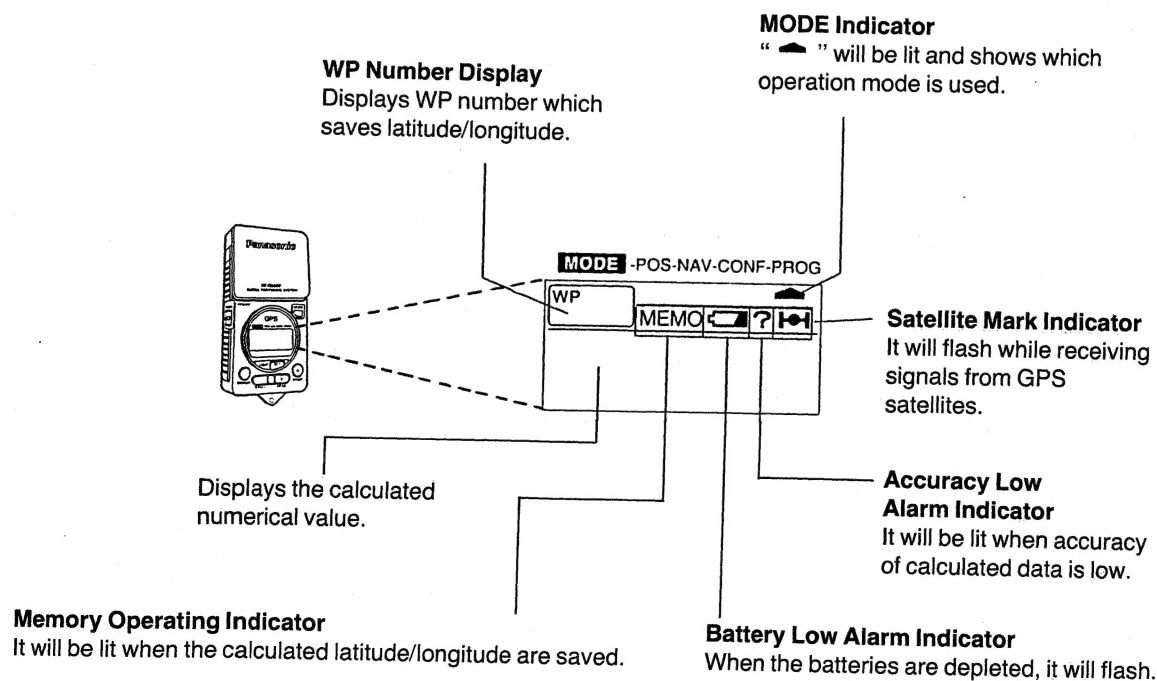 MODE Indicator
“ ” will be lit and shows which
operation mode is used.
WP Number Display
Displays WP number which
saves latitude/longitude.
Panasonic
GPS
MODE -POS-NAV-CONF-PROG
WP
MEMO ?
Satellite Mark Indicator
It will flash while receiving
signals from GPS
satellites.
Displays the calculated
numerical value.
Accuracy Low
Alarm Indicator
It will be lit when accuracy
of calculated data is low.
Memory Operating Indicator
It will be lit when the calculated latitude/longitude are saved.
Battery Low Alarm Indicator
When the batteries are depleted, it will flash.